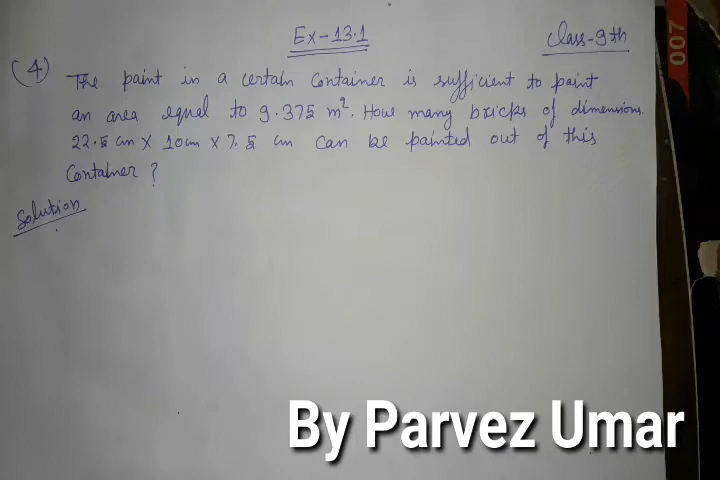 Ex-13.1
Class-9th
007
(4) The paint in a certain Container is sufficient to paint
an area equal to 9.375 m². How many bricks of dimensions.
22.5 cm X 10cm x 7.5 cm can be painted out of this
Container?
Solution
By Parvez Umar